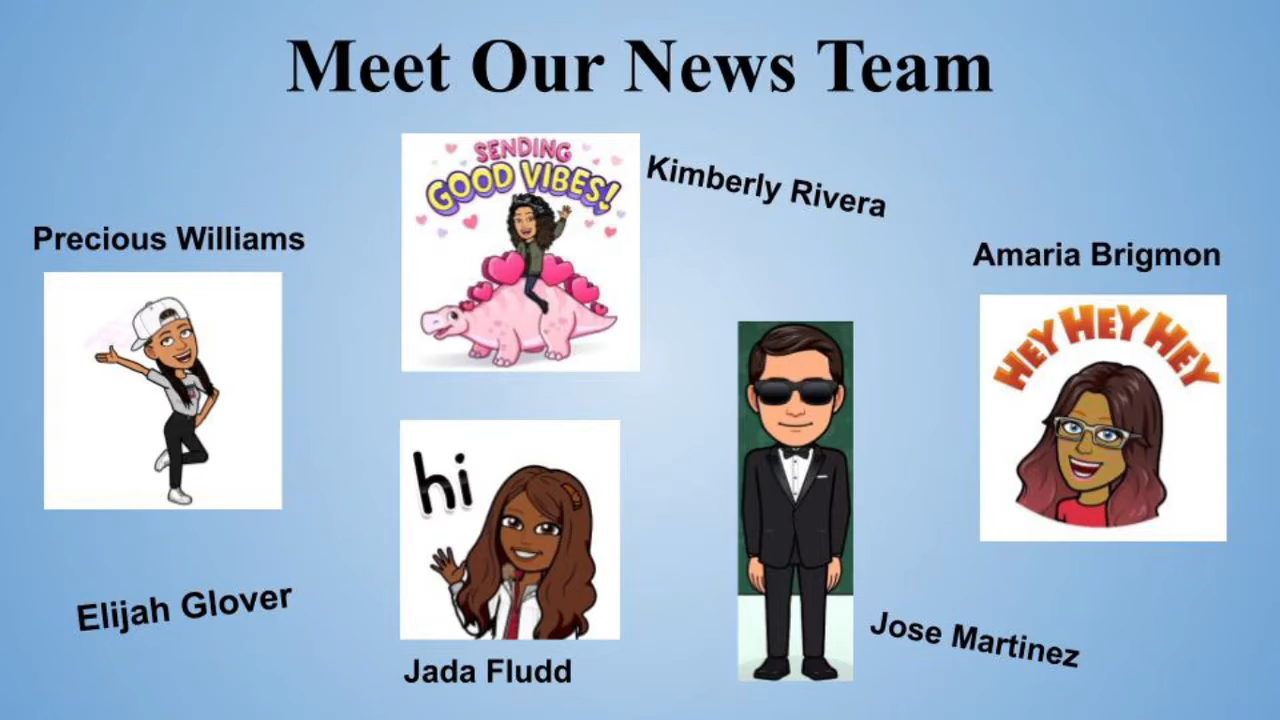 Meet Our News Team
SENDING
GOOD VIBES!
Kimberly Rivera
Precious Williams
Amaria Brigmon
HEY HEY HEY
hi
Elijah Glover
Jose Martinez
Jada Fludd